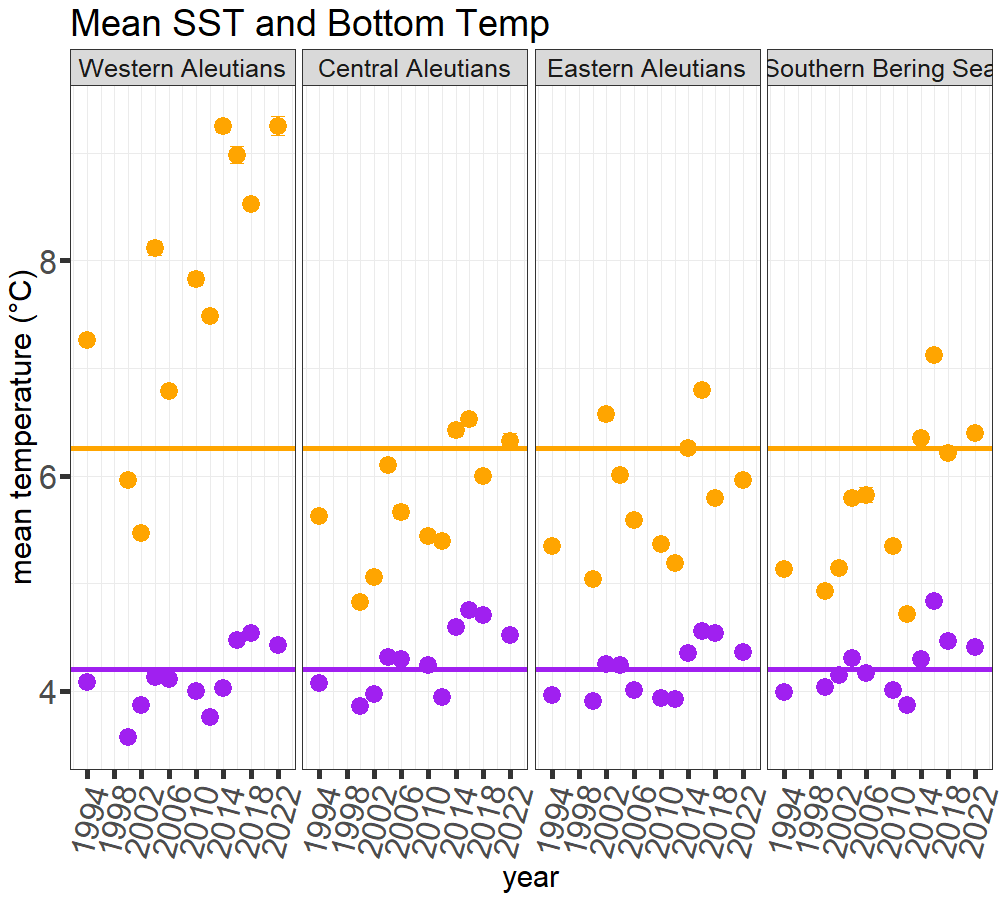 Mean SST and Bottom Temp
Western Aleutians
Central Aleutians
Eastern Aleutians
Southern Bering Sea
mean temperature (°C)
8
6
4
1994 1998 2002 2006 2010 2014 2018 2022
1994 1998 2002 2006 2010 2014 2018 2022
1994 1998 2002 2006 2010 2014 2018 2022
1994 1998 2002 2006 2010 2014 2018 2022
year